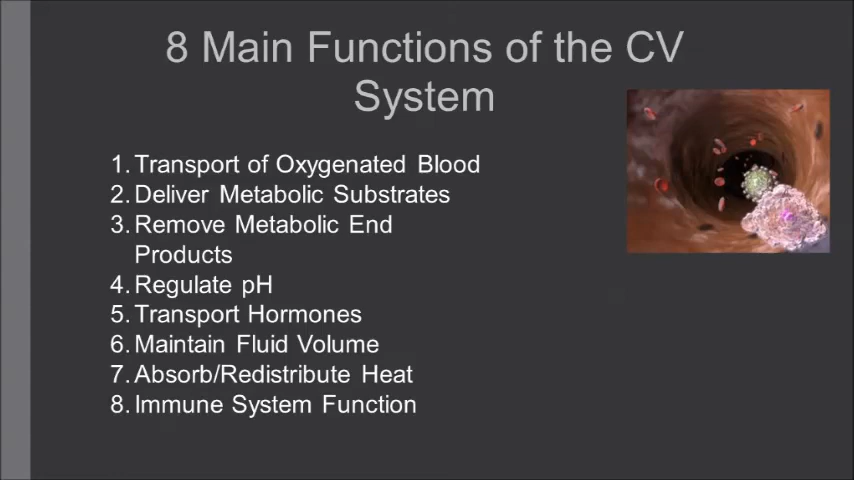 8 Main Functions of the CV
System
1. Transport of Oxygenated Blood
2. Deliver Metabolic Substrates
3. Remove Metabolic End
Products
4. Regulate pH
5. Transport Hormones
6. Maintain Fluid Volume
7. Absorb/Redistribute Heat
8. Immune System Function